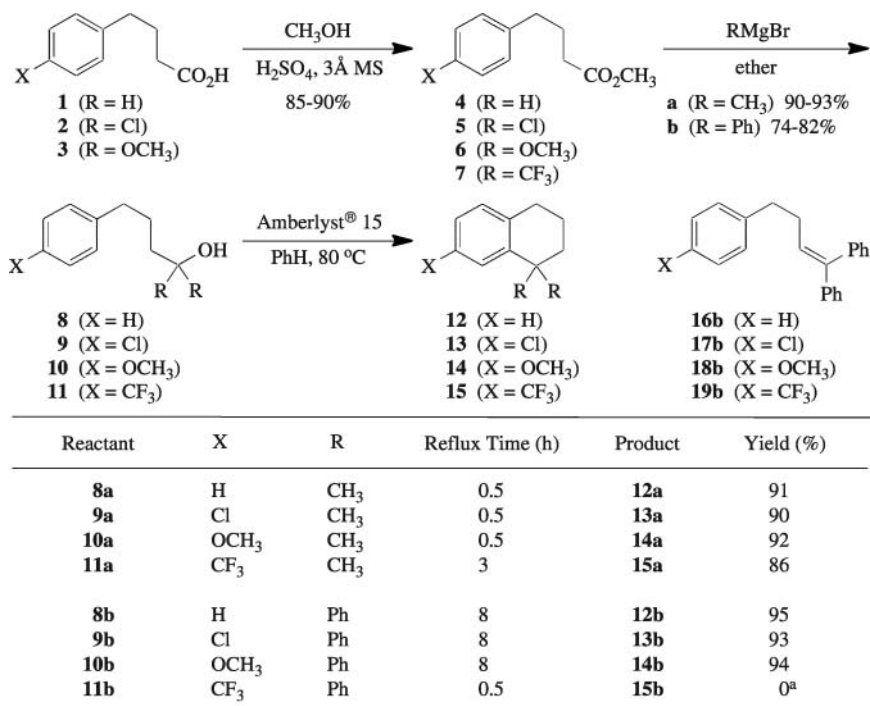 CH₃OH
H₂SO₄, 3Å MS
85-90%
RMgBr
ether
a (R = CH₃) 90-93%
b (R = Ph) 74-82%
X
CO₂H
1 (R = H)
2 (R = Cl)
3 (R = OCH₃)
X
CO₂CH₃
4 (R = H)
5 (R = Cl)
6 (R = OCH₃)
7 (R = CF₃)
X
OH
R R
8 (X = H)
9 (X = Cl)
10 (X = OCH₃)
11 (X = CF₃)
Amberlyst® 15
PhH, 80 °C
X
R R
12 (X = H)
13 (X = Cl)
14 (X = OCH₃)
15 (X = CF₃)
X
Ph
Ph
16b (X = H)
17b (X = Cl)
18b (X = OCH₃)
19b (X = CF₃)
Reactant X R Reflux Time (h) Product Yield (%)
8a H CH₃ 0.5 12a 91
9a Cl CH₃ 0.5 13a 90
10a OCH₃ CH₃ 0.5 14a 92
11a CF₃ CH₃ 3 15a 86
8b H Ph 8 12b 95
9b Cl Ph 8 13b 93
10b OCH₃ Ph 8 14b 94
11b CF₃ Ph 0.5 15b 0ᵃ